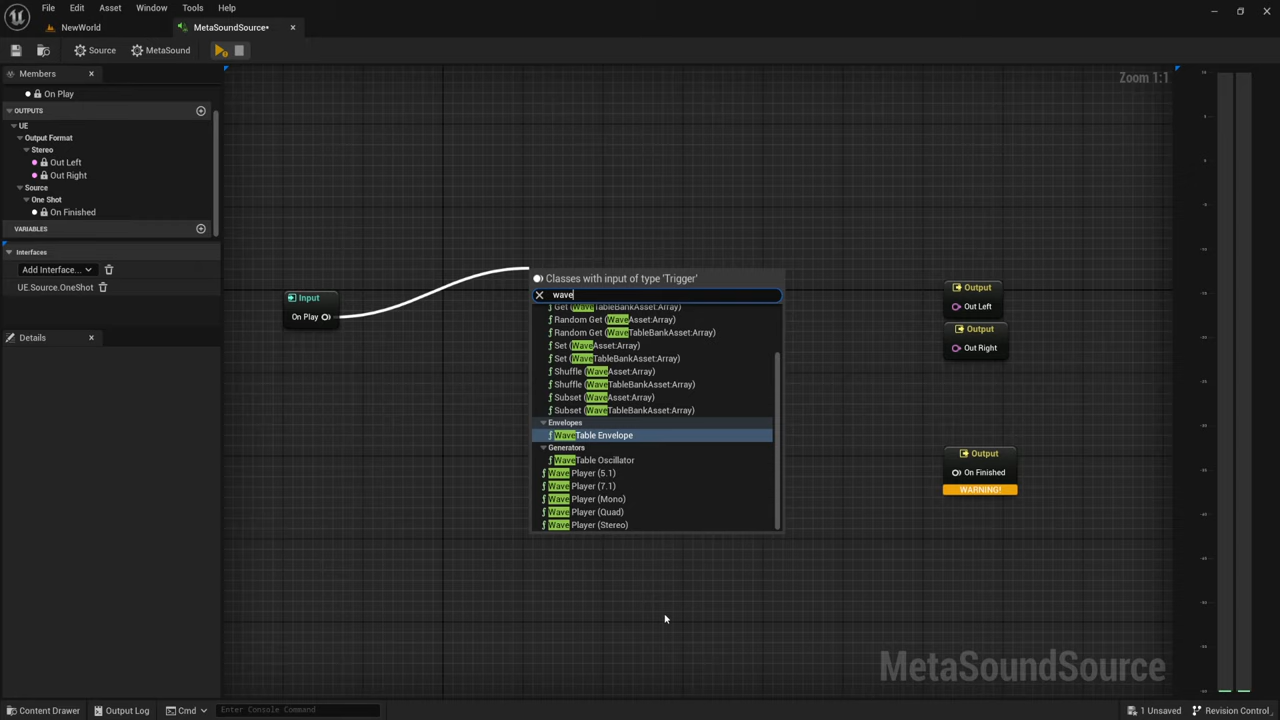 File Edit Asset Window Tools Help
NewWorld
MetaSoundSource•
Source
MetaSound
Members
On Play
OUTPUTS
UE
Output Format
Stereo
Out Left
Out Right
Source
One Shot
On Finished
VARIABLES
Interfaces
Add Interface...
UE.Source.OneShot
Details
Zoom 1:1
Input
On Play
Classes with input of type 'Trigger'
wave
Get (WaveTableBankAsset:Array)
Random Get (WaveAsset:Array)
Random Get (WaveTableBankAsset:Array)
Set (WaveAsset:Array)
Set (WaveTableBankAsset:Array)
Shuffle (WaveAsset:Array)
Shuffle (WaveTableBankAsset:Array)
Subset (WaveAsset:Array)
Subset (WaveTableBankAsset:Array)
Envelopes
WaveTable Envelope
Generators
WaveTable Oscillator
Wave Player (5.1)
Wave Player (7.1)
Wave Player (Mono)
Wave Player (Quad)
Wave Player (Stereo)
Output
Out Left
Output
Out Right
Output
On Finished
WARNING!
MetaSoundSource
Content Drawer
Output Log
Cmd
Enter Console Command
1 Unsaved
Revision Control